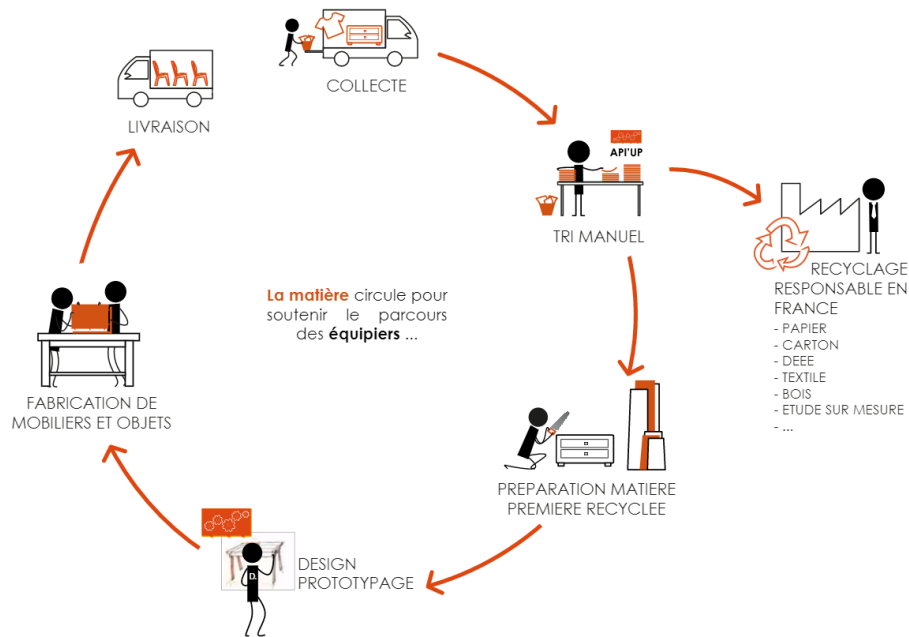 COLLECTE
LIVRAISON
API'UP
TRI MANUEL
RECYCLAGE
RESPONSABLE EN
FRANCE
- PAPIER
- CARTON
- DEEE
- TEXTILE
- BOIS
- ETUDE SUR MESURE
- ...
La matière circule pour
soutenir le parcours
des équipiers ...
PREPARATION MATIERE
PREMIERE RECYCLEE
D.
DESIGN
PROTOTYPAGE
FABRICATION DE
MOBILIERS ET OBJETS